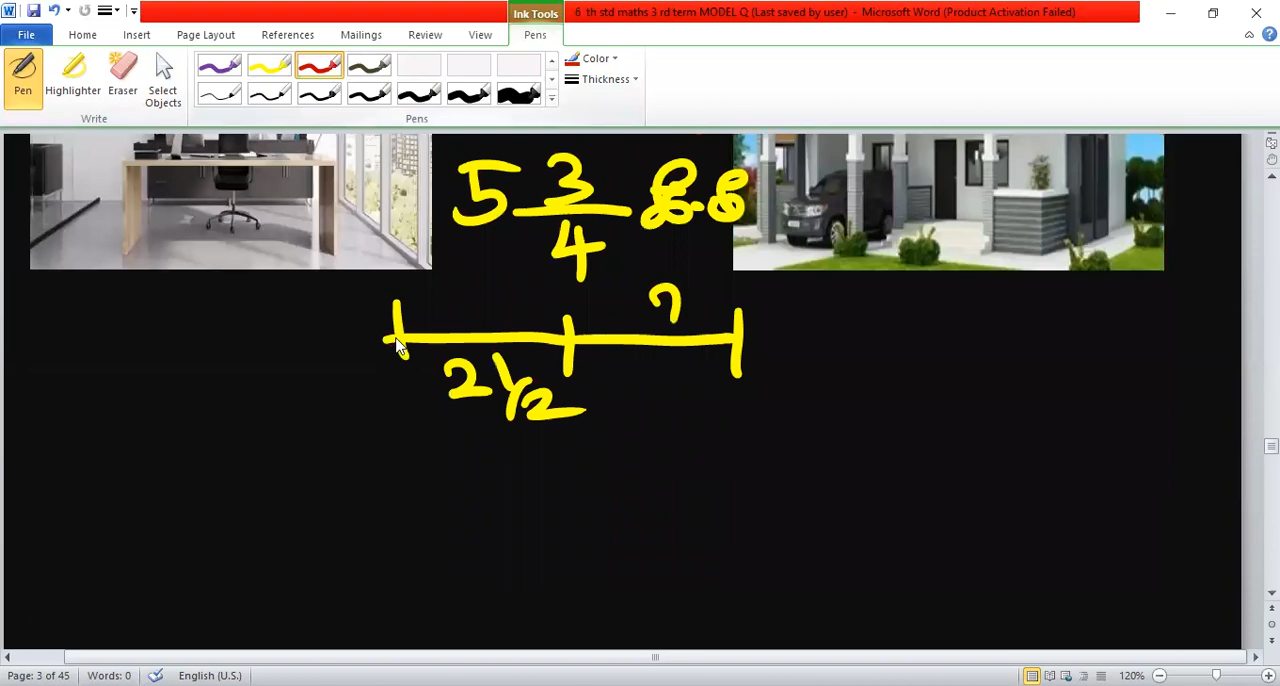 Ink Tools
6 th std maths 3 rd term MODEL Q (Last saved by user) - Microsoft Word (Product Activation Failed)
File Home Insert Page Layout References Mailings Review View Pens
Pen Highlighter Eraser Select Objects
Color
Thickness
Write Pens
5 3/4 கி.மீ
?
2 1/2
Page: 3 of 45 Words: 0 English (U.S.) 120%